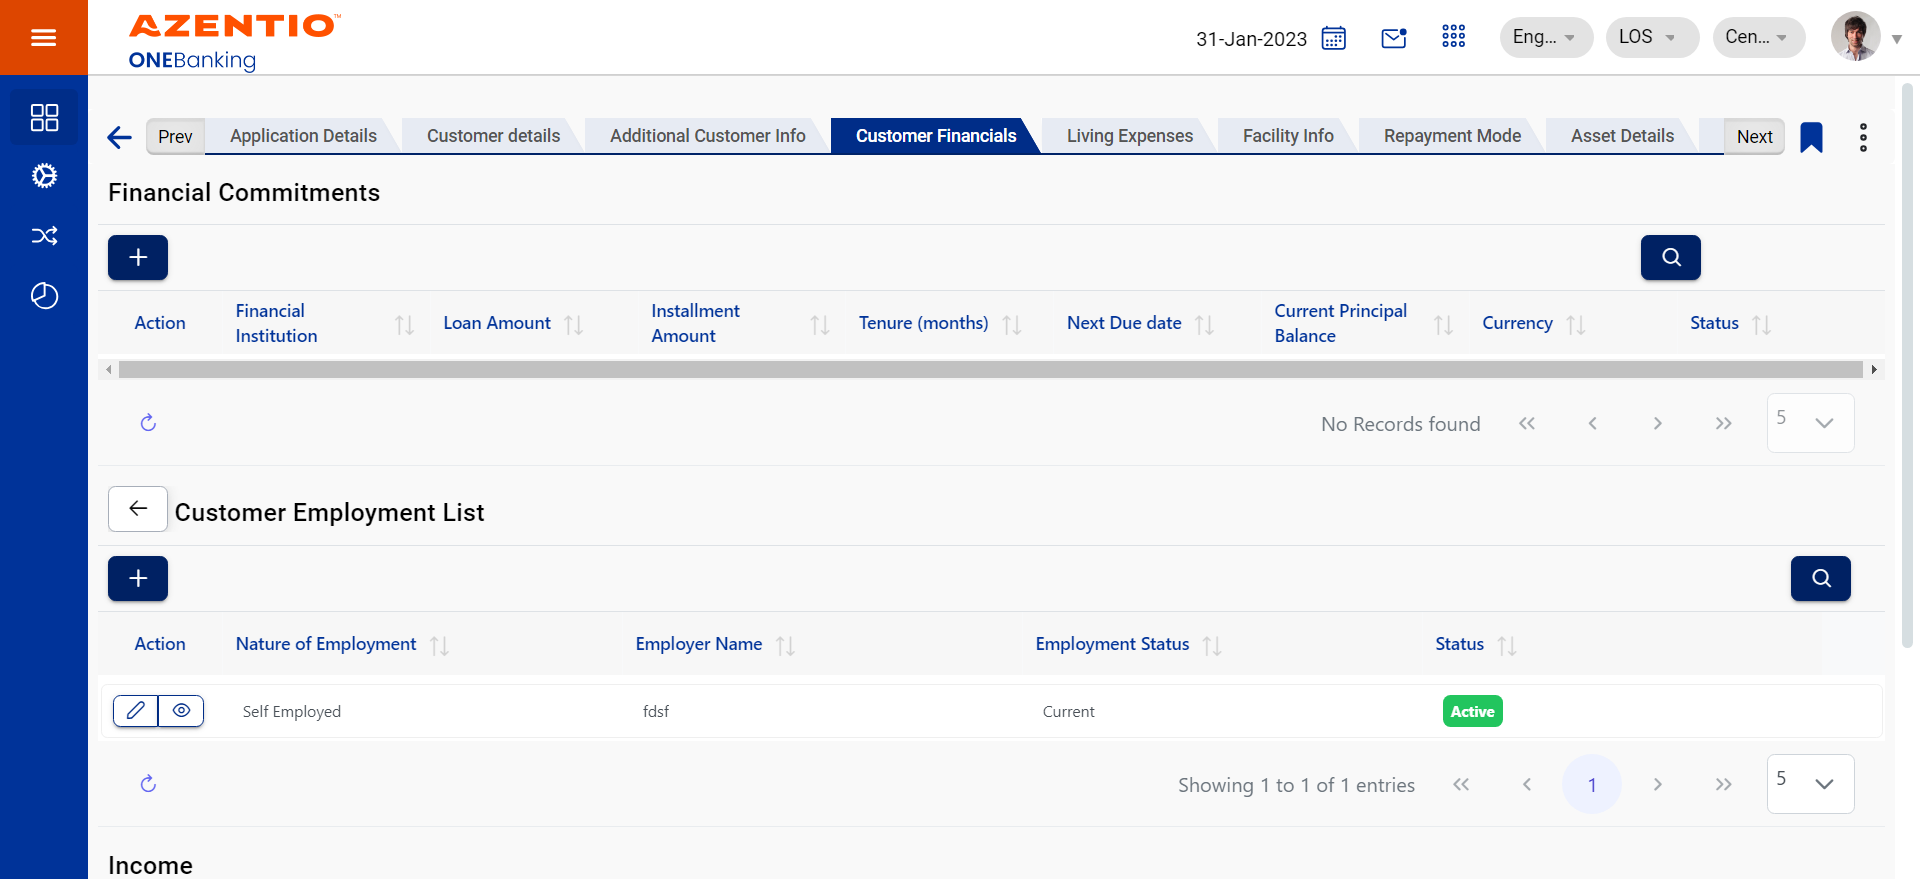 AZENTIO™
ONEBanking
31-Jan-2023
Eng...
LOS
Cen...
Prev
Application Details
Customer details
Additional Customer Info
Customer Financials
Living Expenses
Facility Info
Repayment Mode
Asset Details
Next
Financial Commitments
Action
Financial
Institution
Loan Amount
Installment
Amount
Tenure (months)
Next Due date
Current Principal
Balance
Currency
Status
No Records found
5
Customer Employment List
Action
Nature of Employment
Employer Name
Employment Status
Status
Self Employed
fdsf
Current
Active
Showing 1 to 1 of 1 entries
1
5
Income